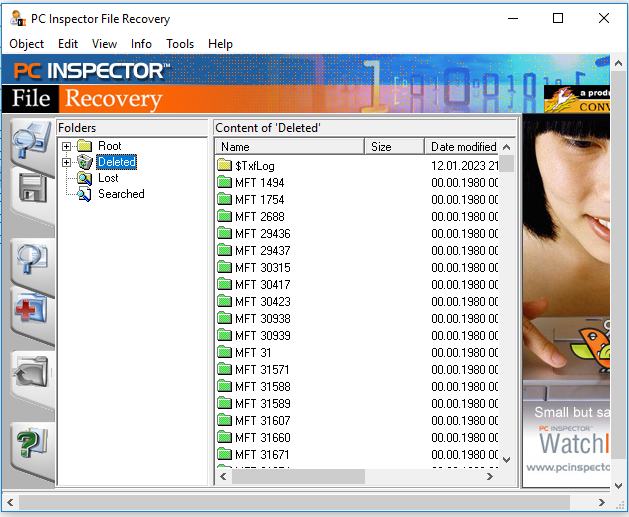 PC Inspector File Recovery
Object Edit View Info Tools Help
PC INSPECTOR™
File Recovery
a produ
CONV
Folders
Root
Deleted
Lost
Searched
Content of 'Deleted'
Name Size Date modified
$TxfLog 12.01.2023 21
MFT 1494 00.00.1980 00
MFT 1754 00.00.1980 00
MFT 2688 00.00.1980 00
MFT 29436 00.00.1980 00
MFT 29437 00.00.1980 00
MFT 30315 00.00.1980 00
MFT 30417 00.00.1980 00
MFT 30423 00.00.1980 00
MFT 30938 00.00.1980 00
MFT 30939 00.00.1980 00
MFT 31 00.00.1980 00
MFT 31571 00.00.1980 00
MFT 31588 00.00.1980 00
MFT 31589 00.00.1980 00
MFT 31607 00.00.1980 00
MFT 31660 00.00.1980 00
MFT 31671 00.00.1980 00
Small but sa
PC INSPECTOR™
WatchI
www.pcinspecto